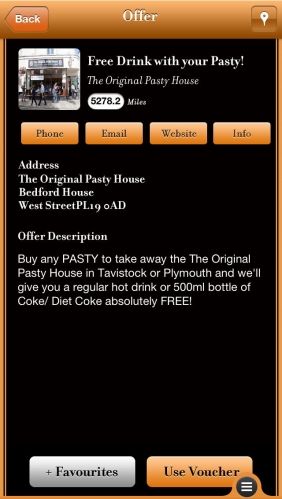 Back
Offer
Free Drink with your Pasty!
The Original Pasty House
5278.2 Miles
Phone
Email
Website
Info
Address
The Original Pasty House
Bedford House
West StreetPL19 0AD
Offer Description
Buy any PASTY to take away the The Original
Pasty House in Tavistock or Plymouth and we'll
give you a regular hot drink or 500ml bottle of
Coke/ Diet Coke absolutely FREE!
+ Favourites
Use Voucher